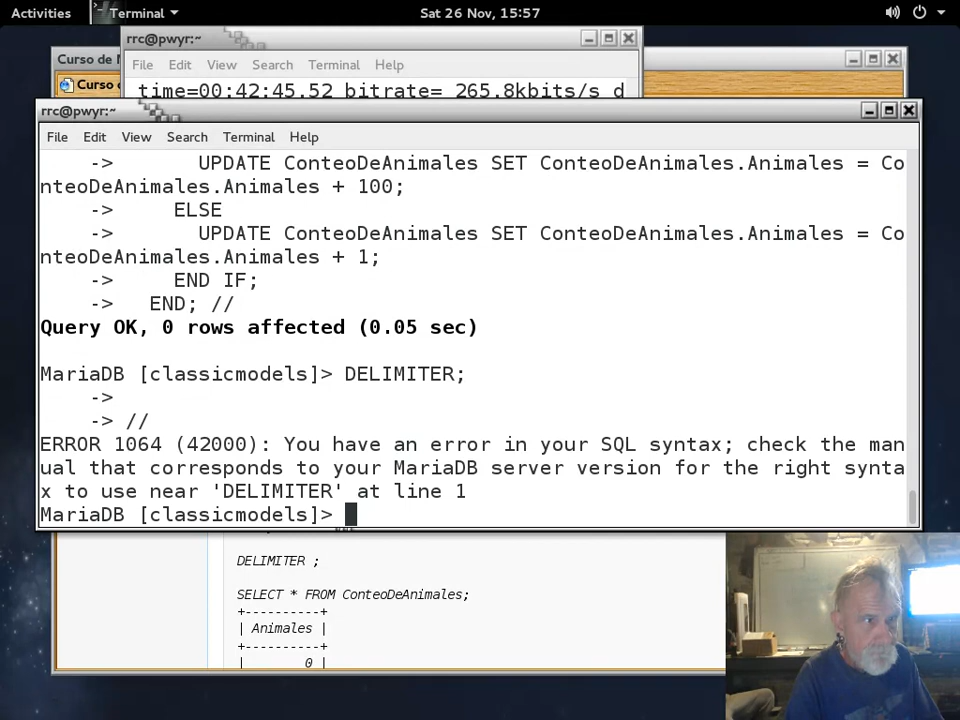 Activities Terminal Sat 26 Nov, 15:57
rrc@pwyr:~
Curso de
File Edit View Search Terminal Help
Curso
time=00:42:45.52 bitrate= 265.8kbits/s d
rrc@pwyr:~
File Edit View Search Terminal Help
-> UPDATE ConteoDeAnimales SET ConteoDeAnimales.Animales = Co
nteoDeAnimales.Animales + 100;
-> ELSE
-> UPDATE ConteoDeAnimales SET ConteoDeAnimales.Animales = Co
nteoDeAnimales.Animales + 1;
-> END IF;
-> END; //
Query OK, 0 rows affected (0.05 sec)
MariaDB [classicmodels]> DELIMITER;
->
-> //
ERROR 1064 (42000): You have an error in your SQL syntax; check the man
ual that corresponds to your MariaDB server version for the right synta
x to use near 'DELIMITER' at line 1
MariaDB [classicmodels]>
DELIMITER ;
SELECT * FROM ConteoDeAnimales;
+----------+
| Animales |
+----------+
| 0 |